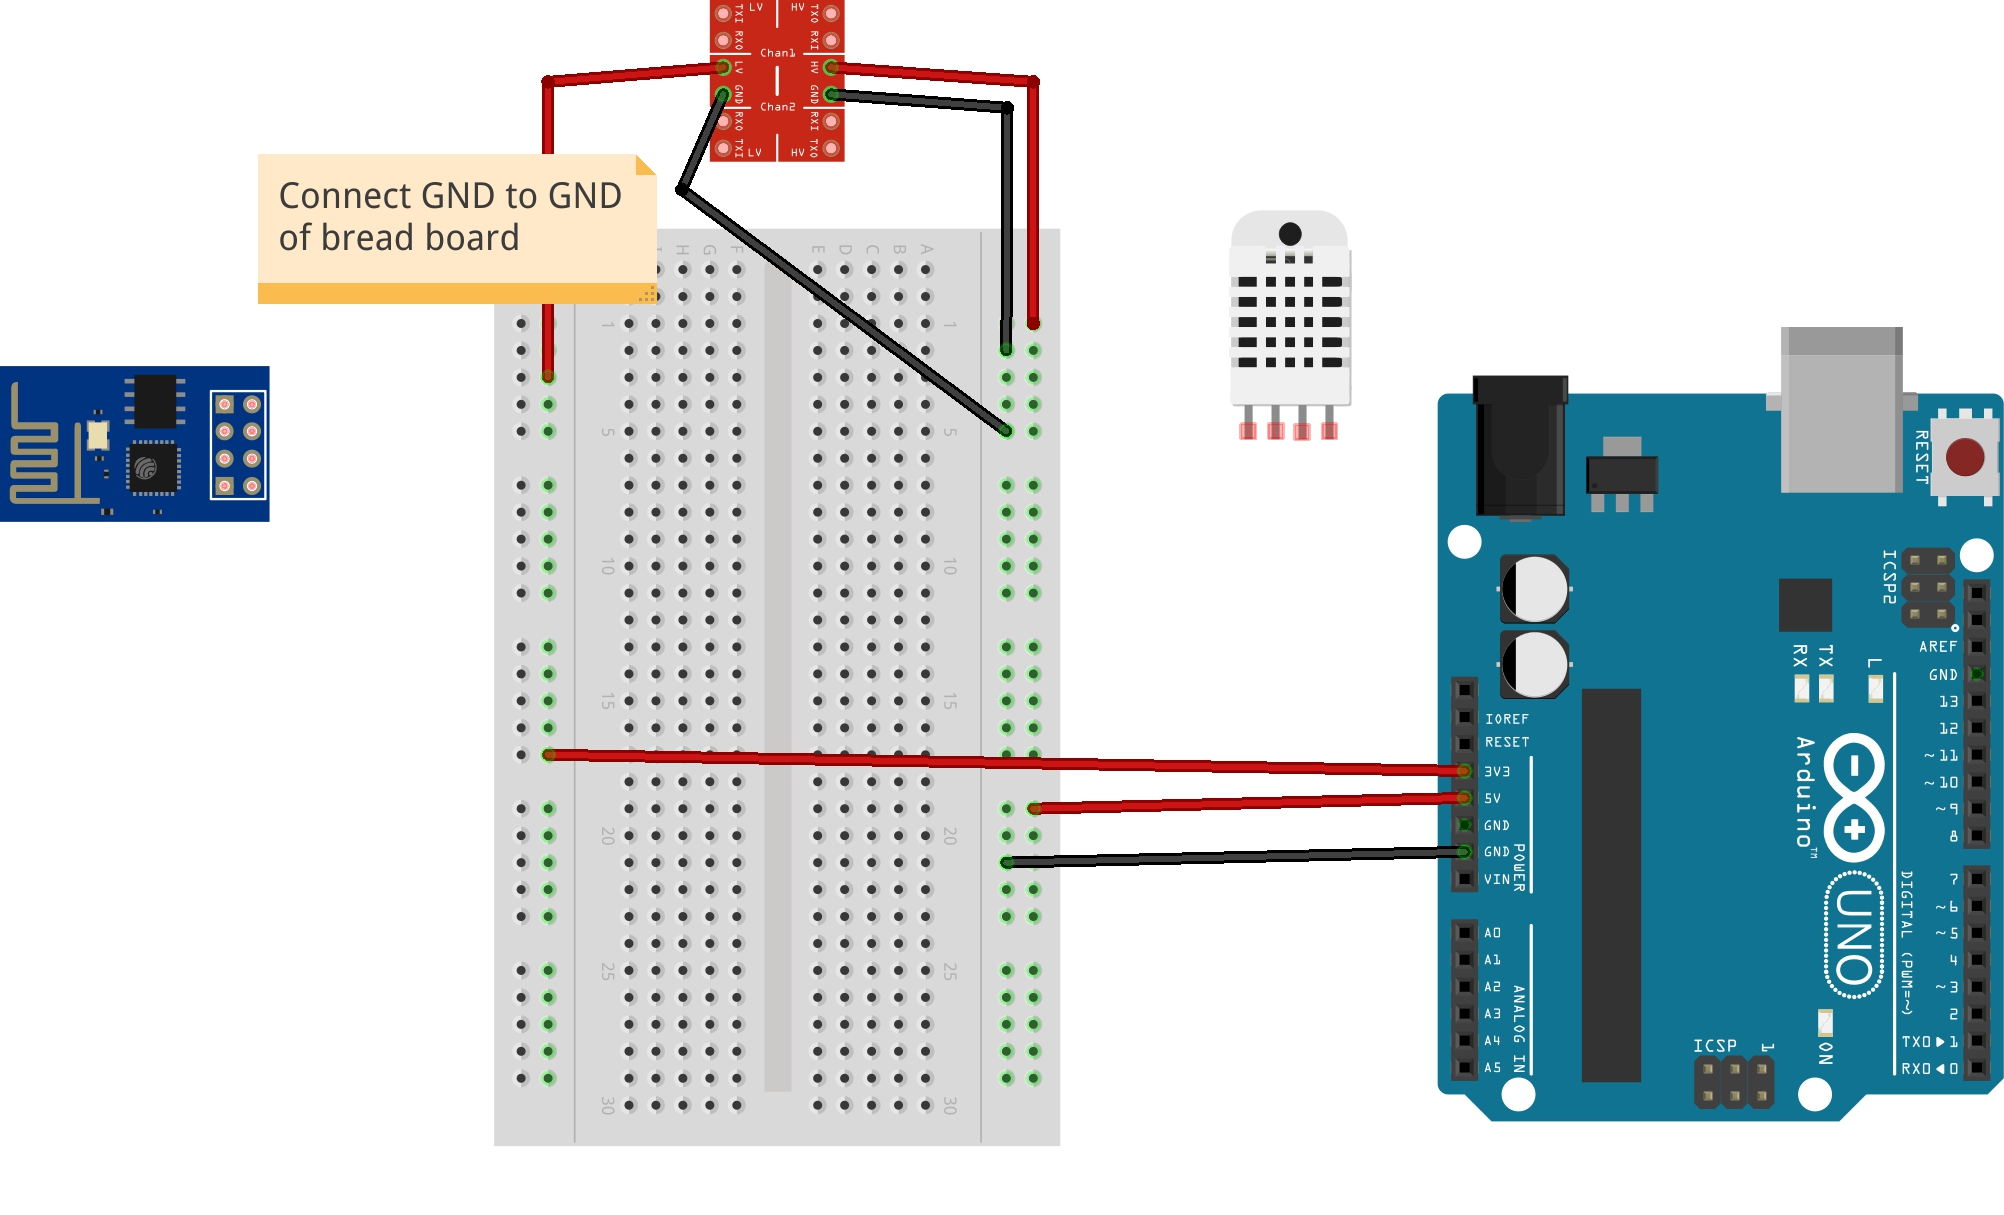 LV HV
TXI TXO
RXO RXI
Chan1
LV HV
GND GND
Chan2
RXO RXI
TXI TXO
LV HV
Connect GND to GND
of bread board
I H G F E D C B A
1 1
5 5
10 10
15 15
20 20
25 25
30 30
RESET
ICSP2
AREF
GND
13
12
~11
~10
~9
8
7
~6
~5
4
~3
2
TX0▶1
RX0◀0
DIGITAL (PWM=~)
RX
TX
L
IOREF
RESET
3V3
5V
GND
GND
VIN
POWER
A0
A1
A2
A3
A4
A5
ANALOG IN
Arduino™
UNO
ON
ICSP 1